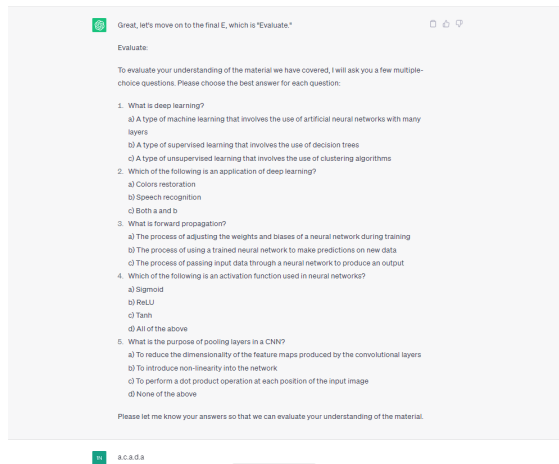 Great, let's move on to the final E, which is "Evaluate."
Evaluate:
To evaluate your understanding of the material we have covered, I will ask you a few multiple-
choice questions. Please choose the best answer for each question:
1. What is deep learning?
a) A type of machine learning that involves the use of artificial neural networks with many
layers
b) A type of supervised learning that involves the use of decision trees
c) A type of unsupervised learning that involves the use of clustering algorithms
2. Which of the following is an application of deep learning?
a) Colors restoration
b) Speech recognition
c) Both a and b
3. What is forward propagation?
a) The process of adjusting the weights and biases of a neural network during training
b) The process of using a trained neural network to make predictions on new data
c) The process of passing input data through a neural network to produce an output
4. Which of the following is an activation function used in neural networks?
a) Sigmoid
b) ReLU
c) Tanh
d) All of the above
5. What is the purpose of pooling layers in a CNN?
a) To reduce the dimensionality of the feature maps produced by the convolutional layers
b) To introduce non-linearity into the network
c) To perform a dot product operation at each position of the input image
d) None of the above
Please let me know your answers so that we can evaluate your understanding of the material.
IN a,c,a,d,a